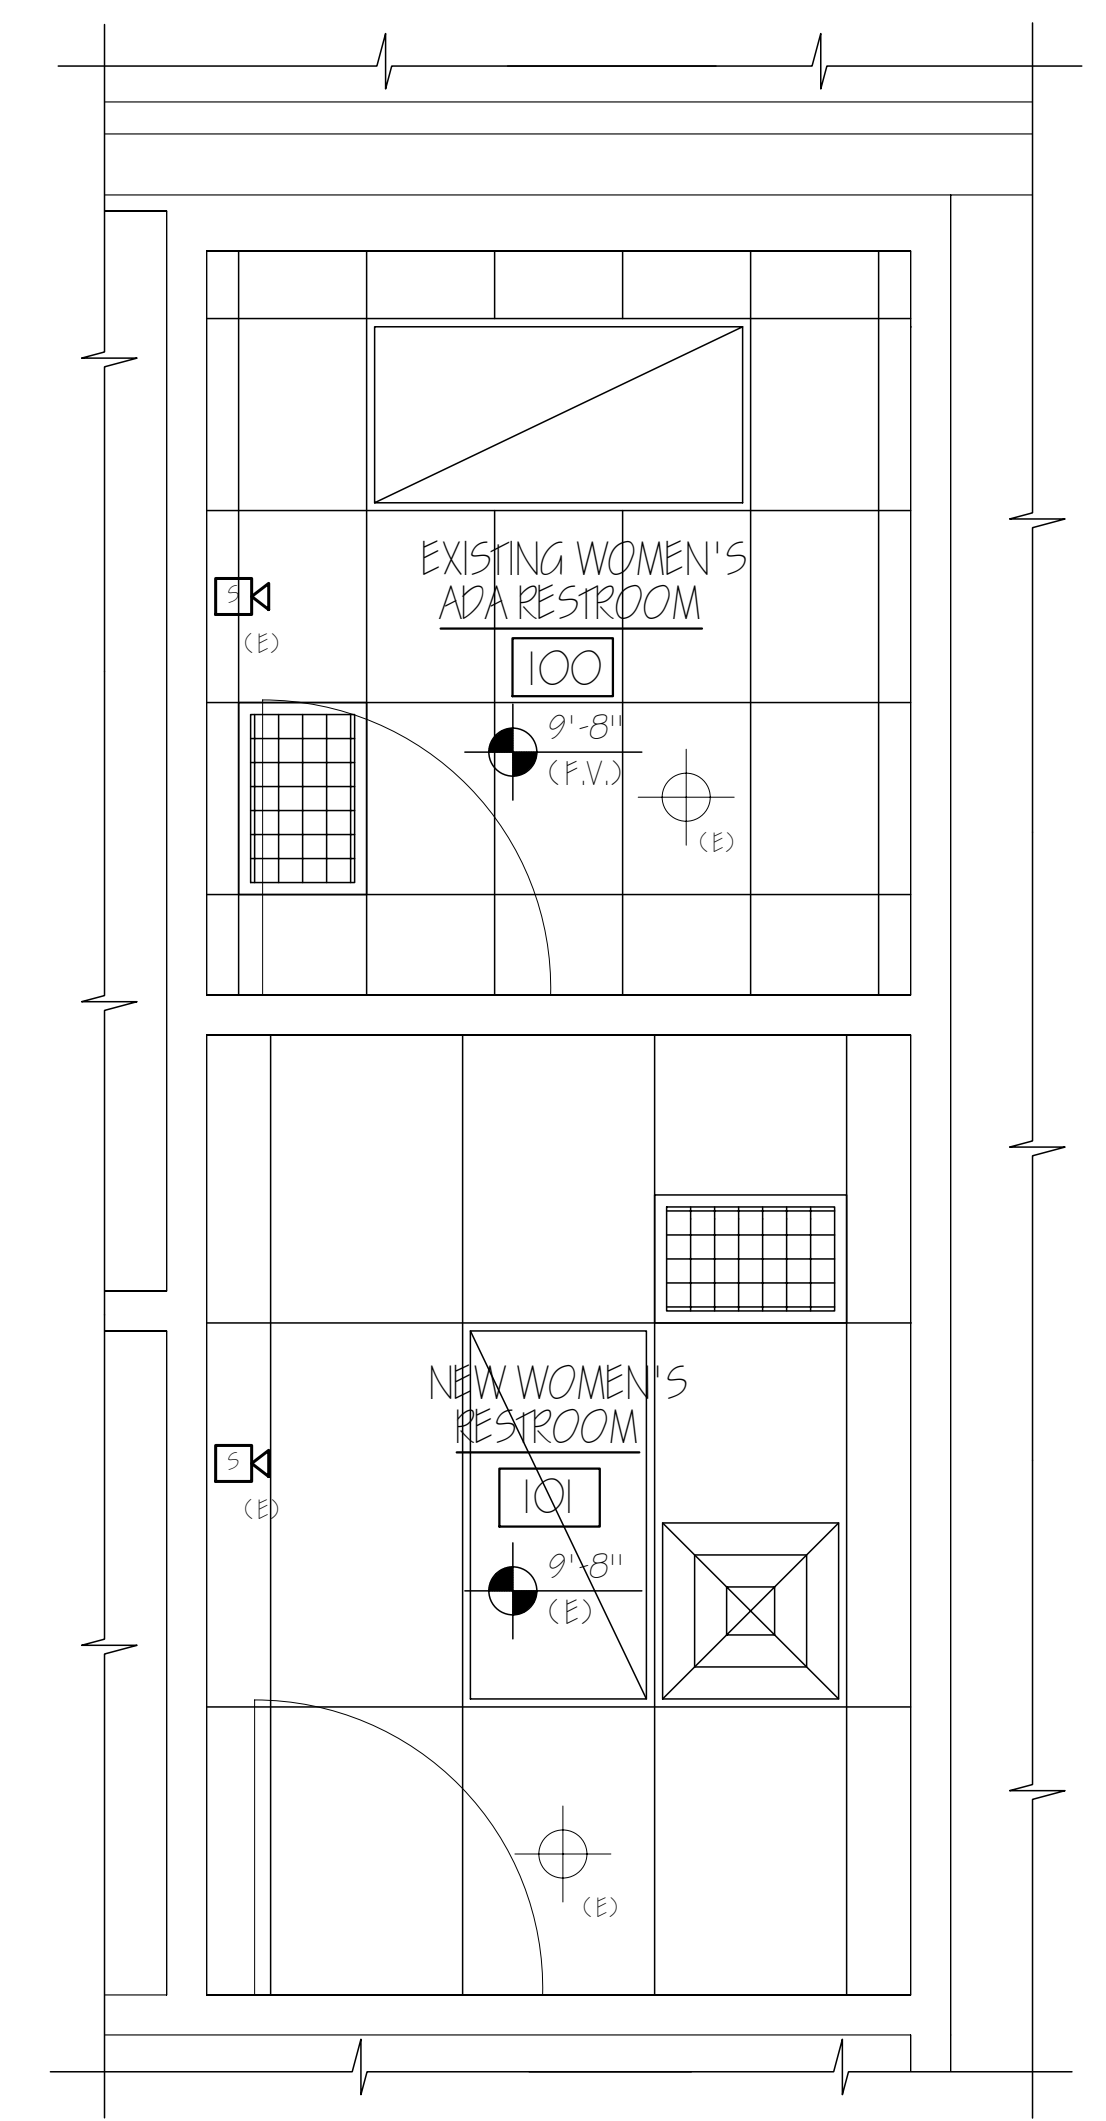 EXISTING WOMEN'S
ADA RESTROOM
S
(E)
100
9'-8"
(F.V.)
(E)
NEW WOMEN'S
RESTROOM
S
(E)
101
9'-8"
(E)
(E)